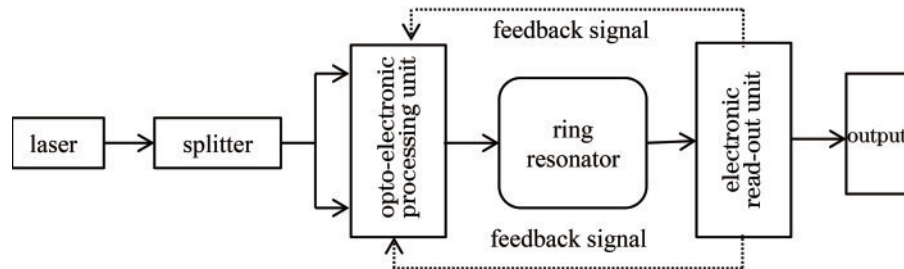 feedback signal
laser
splitter
opto-electronic
processing unit
ring
resonator
electronic
read-out unit
output
feedback signal